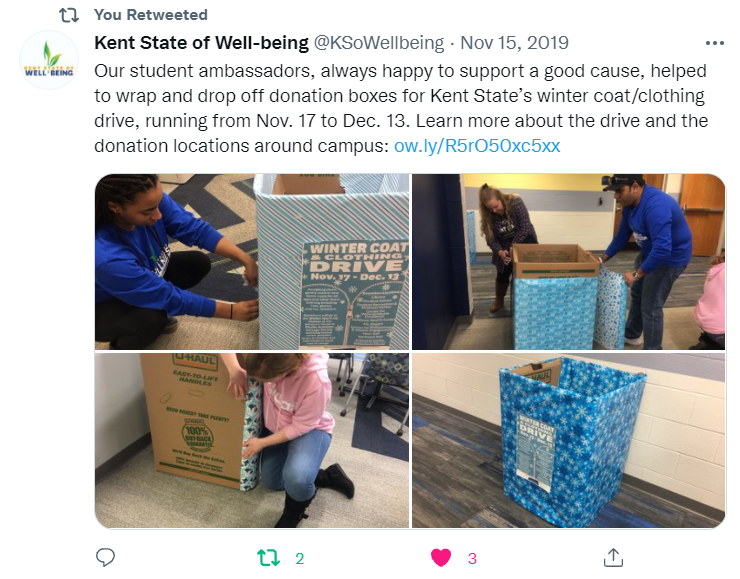 You Retweeted
KENT STATE OF
WELL-BEING
Kent State of Well-being @KSoWellbeing · Nov 15, 2019
Our student ambassadors, always happy to support a good cause, helped
to wrap and drop off donation boxes for Kent State’s winter coat/clothing
drive, running from Nov. 17 to Dec. 13. Learn more about the drive and the
donation locations around campus: ow.ly/R5rO50xc5xx
WINTER COAT
& CLOTHING
DRIVE
Nov. 17 - Dec. 13
U-HAUL
EASY-TO-LIFT
HANDLES
100%
BUY-BACK
GUARANTEE
WINTER COAT
& CLOTHING
DRIVE
2
3